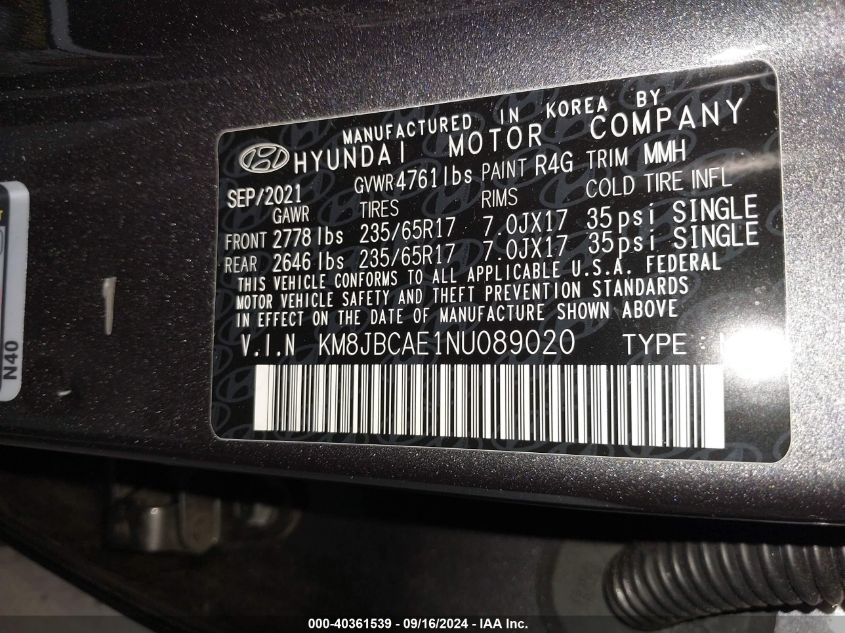 MANUFACTURED IN KOREA BY
HYUNDAI MOTOR COMPANY
SEP/2021 GVWR4761lbs PAINT R4G TRIM MMH
GAWR TIRES RIMS COLD TIRE INFL
FRONT 2778 lbs 235/65R17 7.0JX17 35psi SINGLE
REAR 2646 lbs 235/65R17 7.0JX17 35psi SINGLE
THIS VEHICLE CONFORMS TO ALL APPLICABLE U.S.A. FEDERAL
MOTOR VEHICLE SAFETY AND THEFT PREVENTION STANDARDS
IN EFFECT ON THE DATE OF MANUFACTURE SHOWN ABOVE
V.I.N KM8JBCAE1NU089020 TYPE :
N40
000-40361539 - 09/16/2024 - IAA Inc.